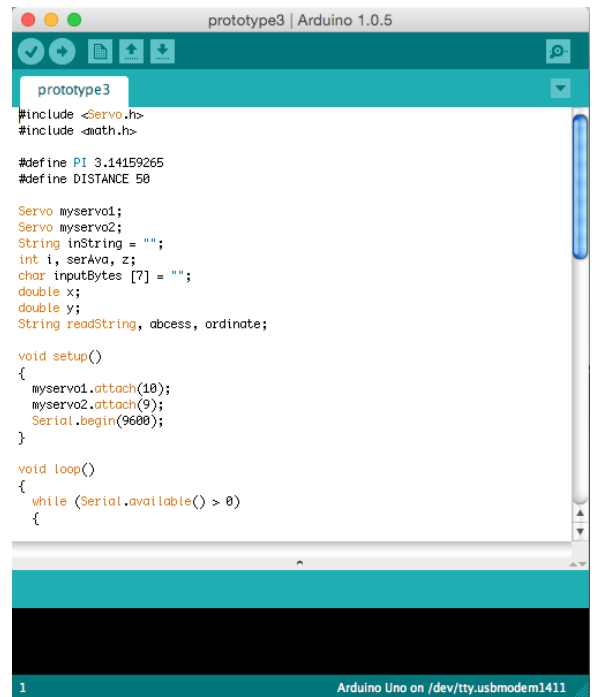 prototype3 | Arduino 1.0.5
prototype3
#include <Servo.h>
#include <math.h>
#define PI 3.14159265
#define DISTANCE 50
Servo myservo1;
Servo myservo2;
String inString = "";
int i, serAva, z;
char inputBytes [7] = "";
double x;
double y;
String readString, abcess, ordinate;
void setup()
{
myservo1.attach(10);
myservo2.attach(9);
Serial.begin(9600);
}
void loop()
{
while (Serial.available() > 0)
{
1 Arduino Uno on /dev/tty.usbmodem1411